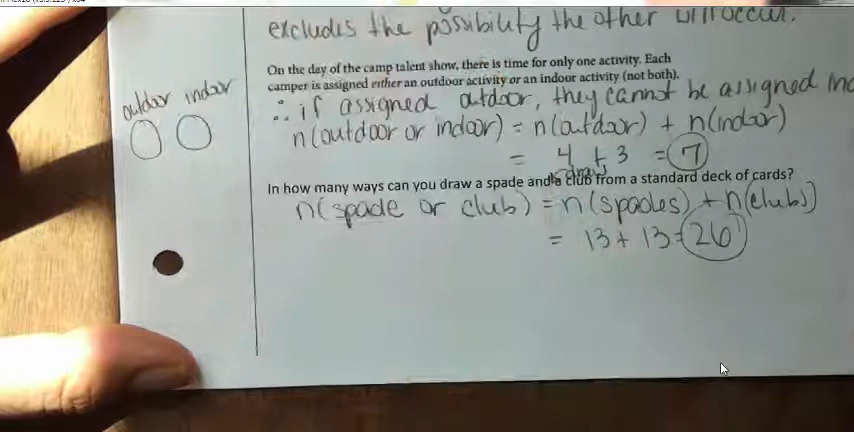 excludes the possibility the other will occur.
On the day of the camp talent show, there is time for only one activity. Each
camper is assigned either an outdoor activity or an indoor activity (not both).
outdoor indoor
∴ if assigned outdoor, they cannot be assigned
n(outdoor or indoor) = n(outdoor) + n(indoor)
= 4 + 3 = 7
draw
In how many ways can you draw a spade and a club from a standard deck of cards?
n(spade or club) = n(spades) + n(clubs)
= 13 + 13 = 26